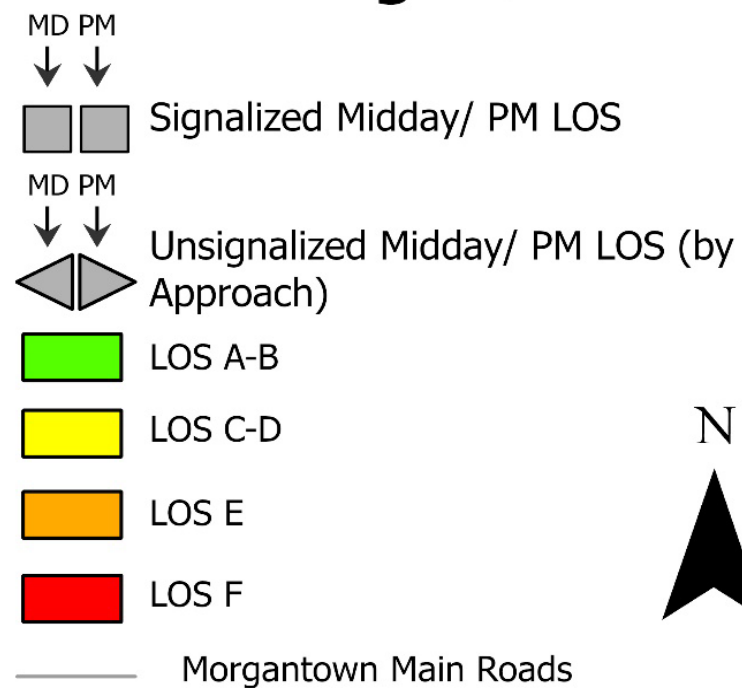 MD PM
Signalized Midday/ PM LOS
MD PM
Unsignalized Midday/ PM LOS (by
Approach)
LOS A-B
LOS C-D
N
LOS E
LOS F
Morgantown Main Roads